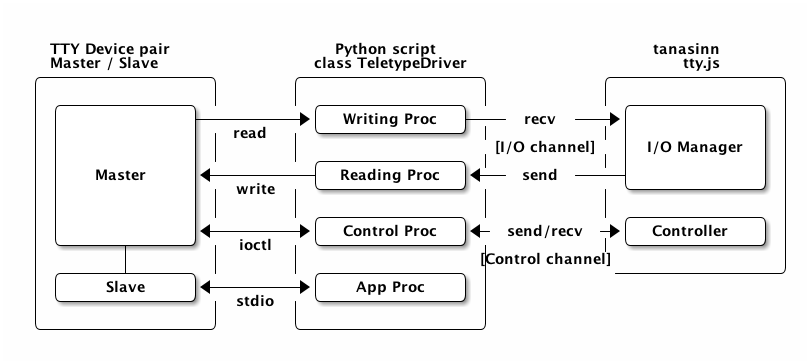 TTY Device pair
Master / Slave
Python script
class TeletypeDriver
tanasinn
tty.js
Master
read
Writing Proc
recv
I/O Manager
[I/O channel]
write
Reading Proc
send
ioctl
Control Proc
send/recv
Controller
[Control channel]
Slave
stdio
App Proc